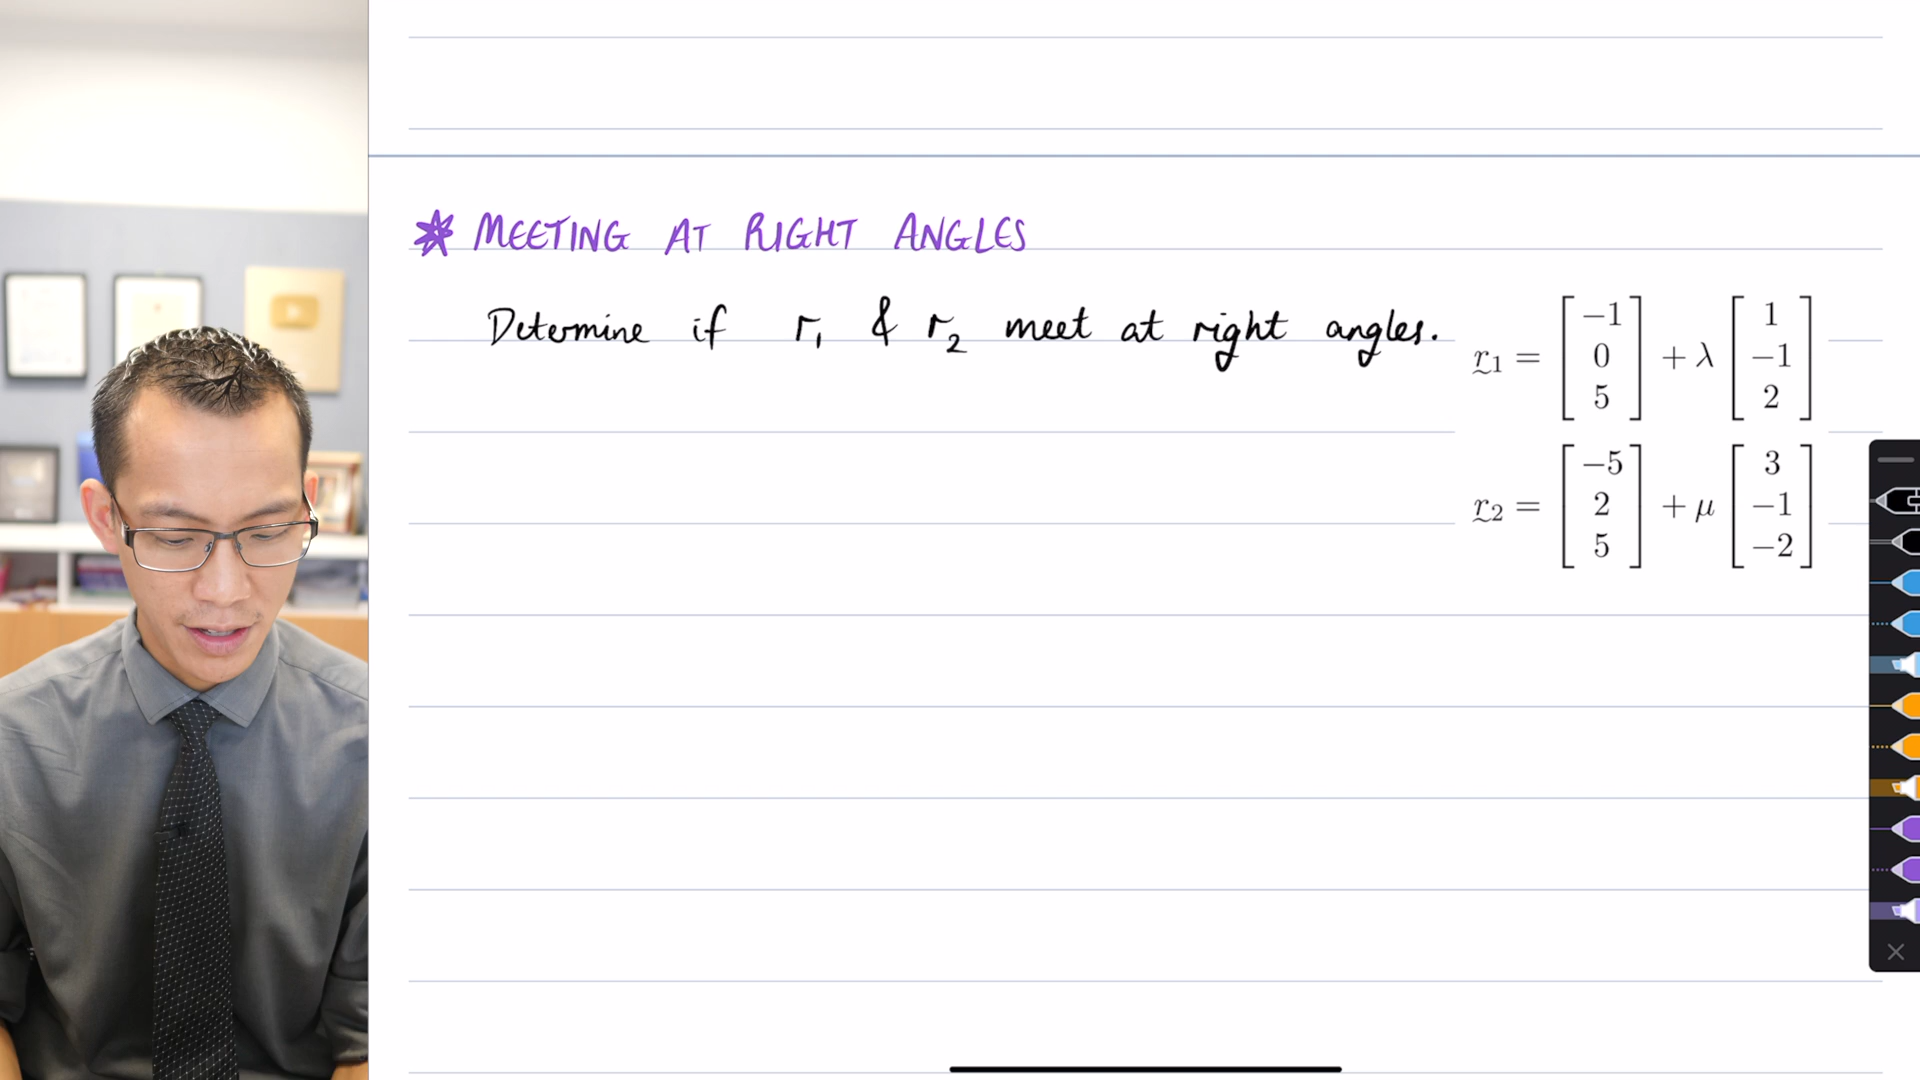 * MEETING AT RIGHT ANGLES
Determine if r₁ & r₂ meet at right angles.
r₁ = [−1 0 5] + λ [1 −1 2]
r₂ = [−5 2 5] + μ [3 −1 −2]